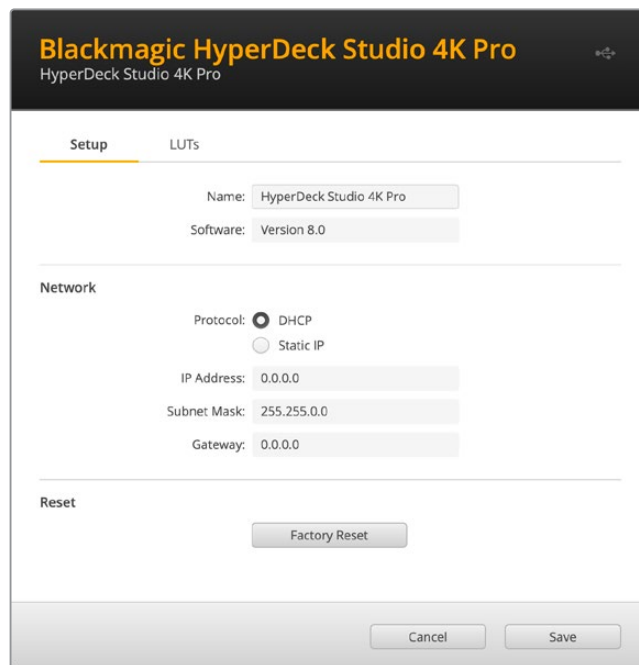 Blackmagic HyperDeck Studio 4K Pro
HyperDeck Studio 4K Pro
Setup LUTs
Name: HyperDeck Studio 4K Pro
Software: Version 8.0
Network
Protocol: DHCP
Static IP
IP Address: 0.0.0.0
Subnet Mask: 255.255.0.0
Gateway: 0.0.0.0
Reset
Factory Reset
Cancel Save